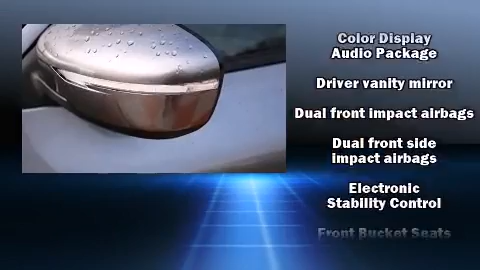 Color Display
Audio Package
Driver vanity mirror
Dual front impact airbags
Dual front side
impact airbags
Electronic
Stability Control
Front Bucket Seats